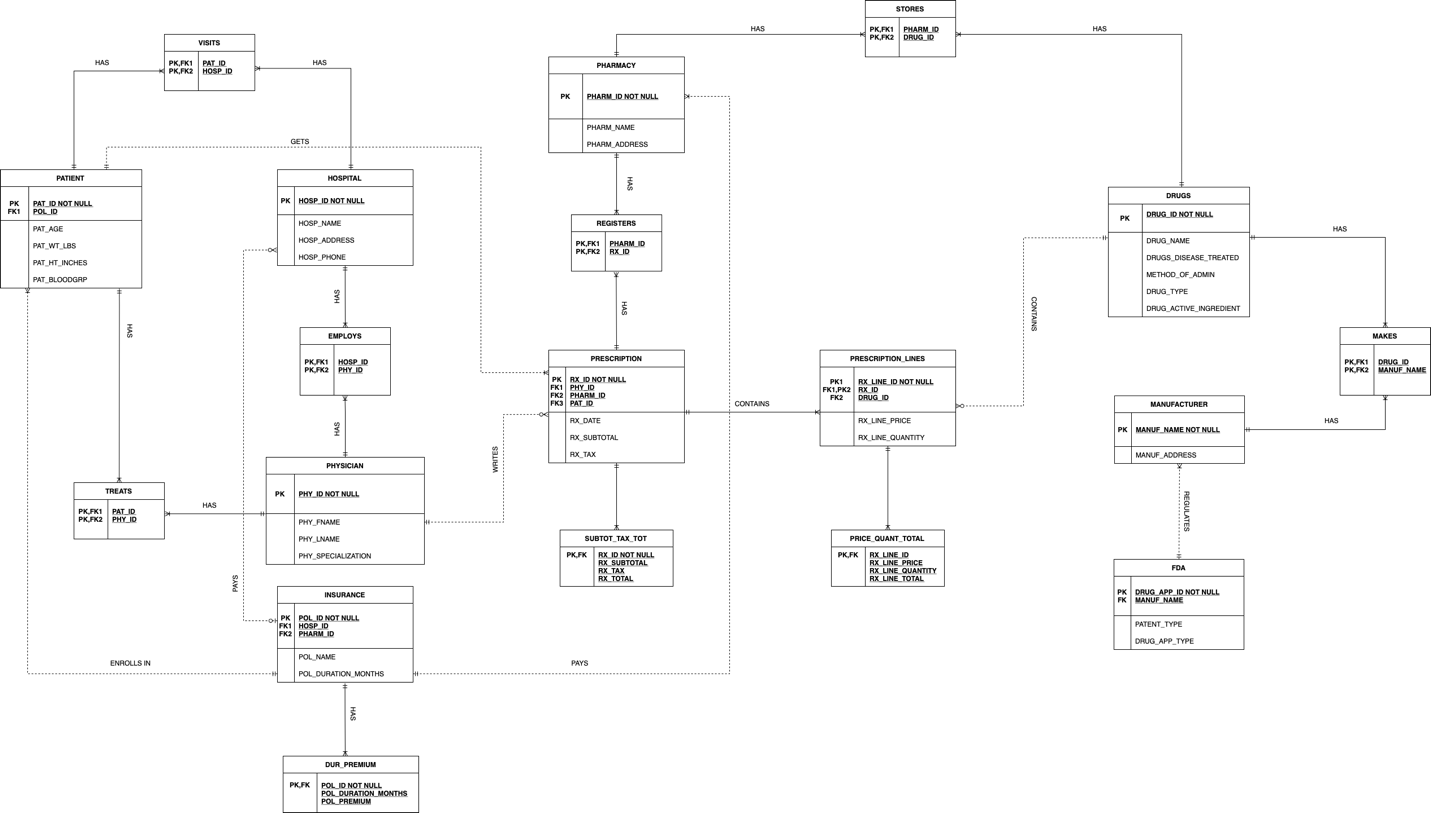 STORES
PK,FK1 PHARM_ID
PK,FK2 DRUG_ID
HAS
HAS
VISITS
PK,FK1 PAT_ID
PK,FK2 HOSP_ID
HAS
HAS
PHARMACY
PK PHARM_ID NOT NULL
PHARM_NAME
PHARM_ADDRESS
GETS
PATIENT
PK PAT_ID NOT NULL
FK1 POL_ID
PAT_AGE
PAT_WT_LBS
PAT_HT_INCHES
PAT_BLOODGRP
HOSPITAL
PK HOSP_ID NOT NULL
HOSP_NAME
HOSP_ADDRESS
HOSP_PHONE
HAS
REGISTERS
PK,FK1 PHARM_ID
PK,FK2 RX_ID
HAS
DRUGS
PK DRUG_ID NOT NULL
DRUG_NAME
DRUGS_DISEASE_TREATED
METHOD_OF_ADMIN
DRUG_TYPE
DRUG_ACTIVE_INGREDIENT
HAS
CONTAINS
HAS
HAS
EMPLOYS
PK,FK1 HOSP_ID
PK,FK2 PHY_ID
HAS
PRESCRIPTION
PK RX_ID NOT NULL
FK1 PHY_ID
FK2 PHARM_ID
FK3 PAT_ID
RX_DATE
RX_SUBTOTAL
RX_TAX
CONTAINS
PRESCRIPTION_LINES
PK1 RX_LINE_ID NOT NULL
FK1,PK2 RX_ID
FK2 DRUG_ID
RX_LINE_PRICE
RX_LINE_QUANTITY
MAKES
PK,FK1 DRUG_ID
PK,FK2 MANUF_NAME
HAS
MANUFACTURER
PK MANUF_NAME NOT NULL
MANUF_ADDRESS
REGULATES
WRITES
PHYSICIAN
PK PHY_ID NOT NULL
PHY_FNAME
PHY_LNAME
PHY_SPECIALIZATION
HAS
TREATS
PK,FK1 PAT_ID
PK,FK2 PHY_ID
SUBTOT_TAX_TOT
PK,FK RX_ID NOT NULL
RX_SUBTOTAL
RX_TAX
RX_TOTAL
PRICE_QUANT_TOTAL
PK,FK RX_LINE_ID
RX_LINE_PRICE
RX_LINE_QUANTITY
RX_LINE_TOTAL
FDA
PK DRUG_APP_ID NOT NULL
FK MANUF_NAME
PATENT_TYPE
DRUG_APP_TYPE
PAYS
INSURANCE
PK POL_ID NOT NULL
FK1 HOSP_ID
FK2 PHARM_ID
POL_NAME
POL_DURATION_MONTHS
ENROLLS IN
PAYS
HAS
DUR_PREMIUM
PK,FK POL_ID NOT NULL
POL_DURATION_MONTHS
POL_PREMIUM